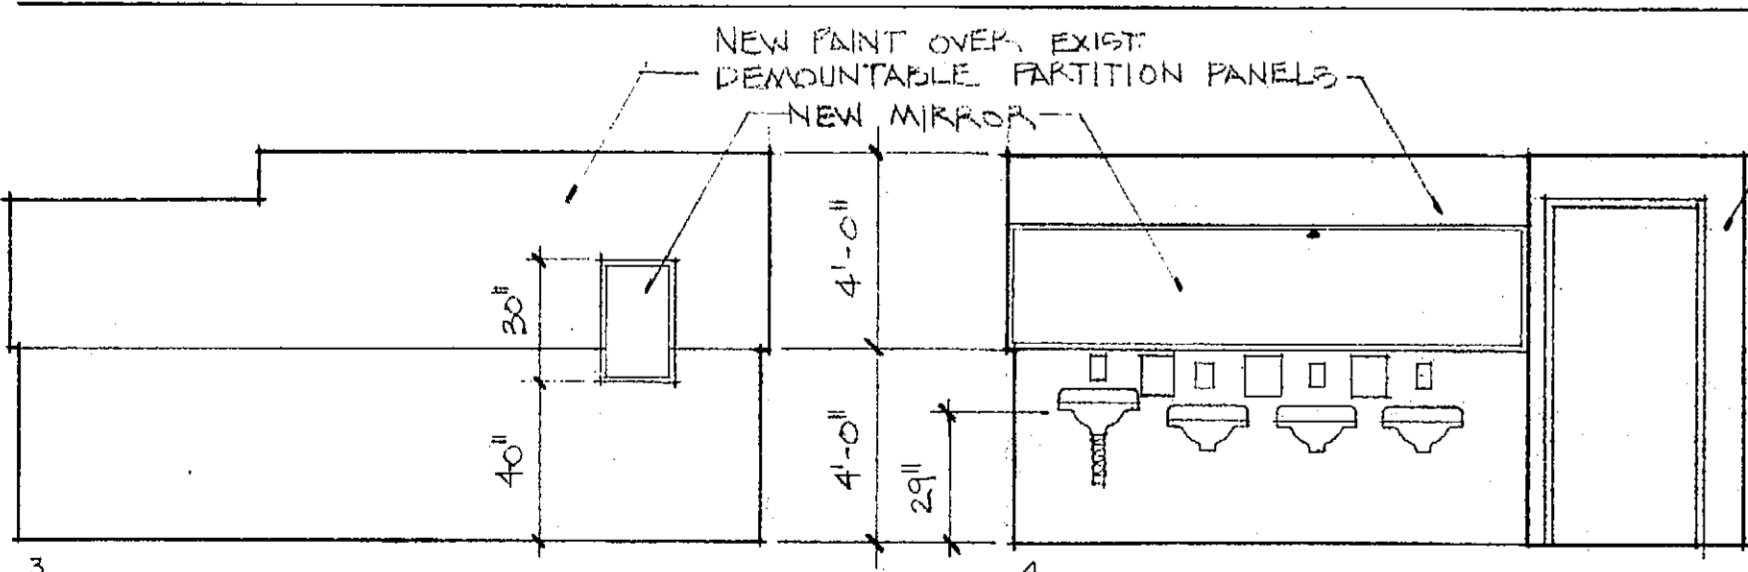 NEW PAINT OVER EXIST.
DEMOUNTABLE PARTITION PANELS
NEW MIRROR
30"
4'-0"
40"
4'-0"
29"
3
4